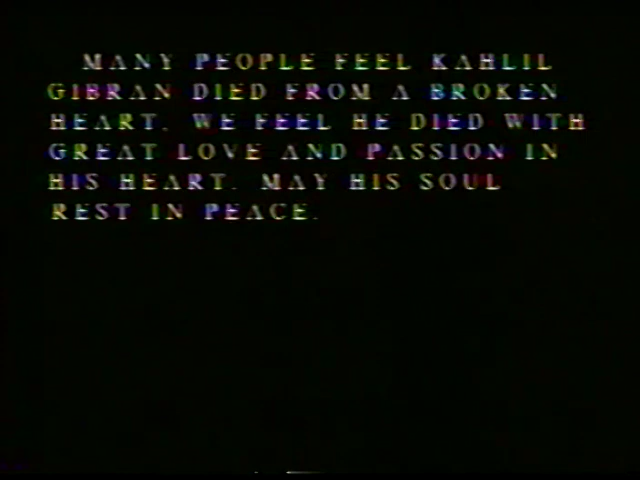 MANY PEOPLE FEEL KAHLIL
GIBRAN DIED FROM A BROKEN
HEART. WE FEEL HE DIED WITH
GREAT LOVE AND PASSION IN
HIS HEART. MAY HIS SOUL
REST IN PEACE.